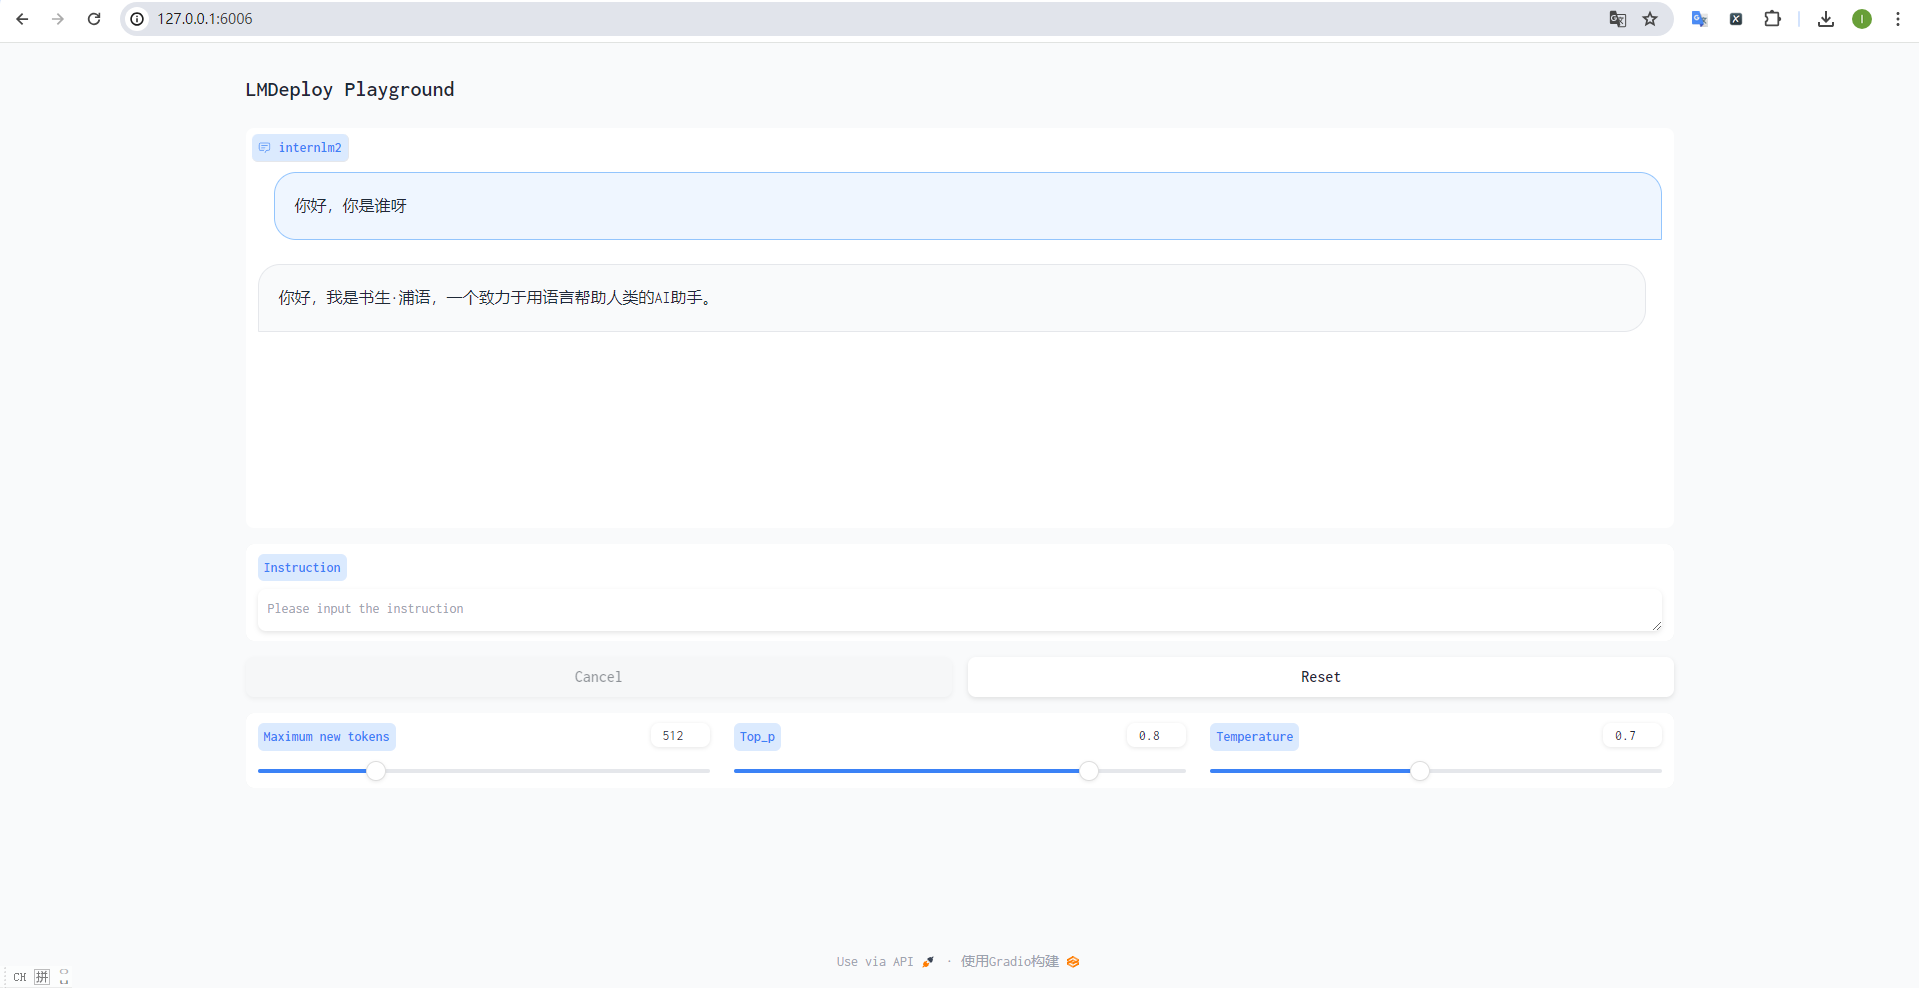 127.0.0.1:6006
LMDeploy Playground
internlm2
你好，你是谁呀
你好，我是书生·浦语，一个致力于用语言帮助人类的AI助手。
Instruction
Please input the instruction
Cancel
Reset
Maximum new tokens
512
Top_p
0.8
Temperature
0.7
Use via API 🚀 · 使用Gradio构建
CH 拼